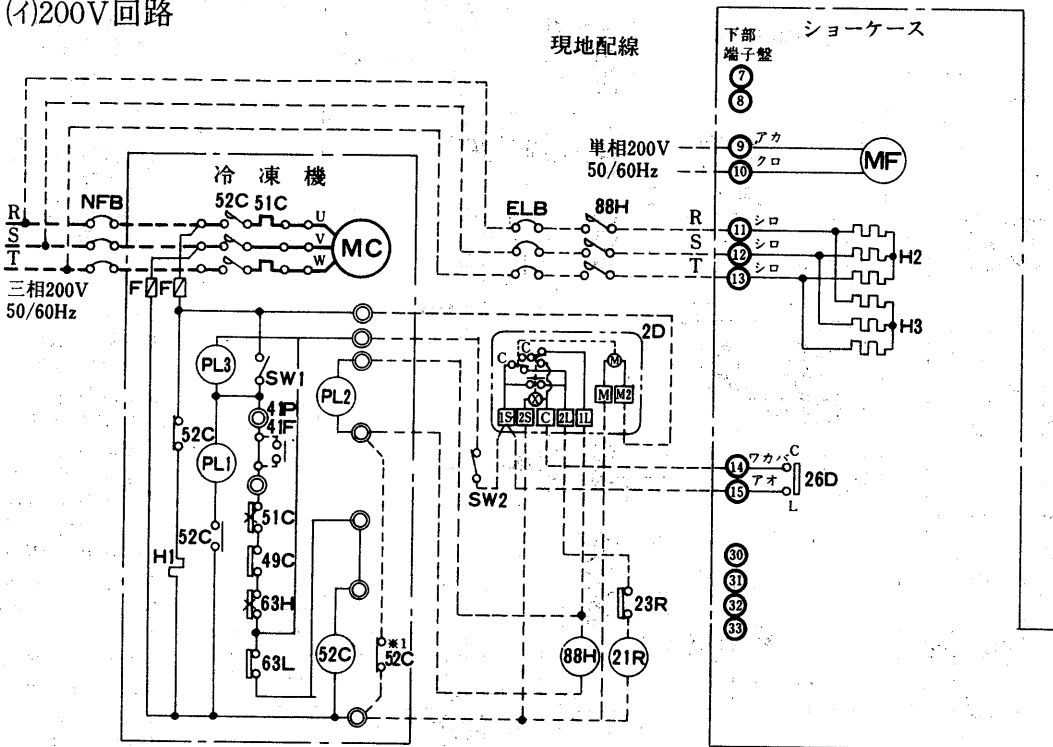 (イ)200V回路
現地配線
ショーケース
下部
端子盤
7
8
単相200V
50/60Hz
9 アカ
10 クロ
MF
冷凍機
NFB
52C 51C
R
S
T
U
V
W
MC
ELB
88H
R
S
T
11 シロ
12 シロ
13 シロ
H2
H3
三相200V
50/60Hz
F F
PL3
SW1
PL2
41P
41F
52C
PL1
52C
H1
51C
49C
63H
63L
52C
※1
52C
SW2
2D
C
C
M
X
M M2
1S 2S C 2L 1L
14 ワカバ C
15 アオ
26D
L
23R
88H
21R
30
31
32
33